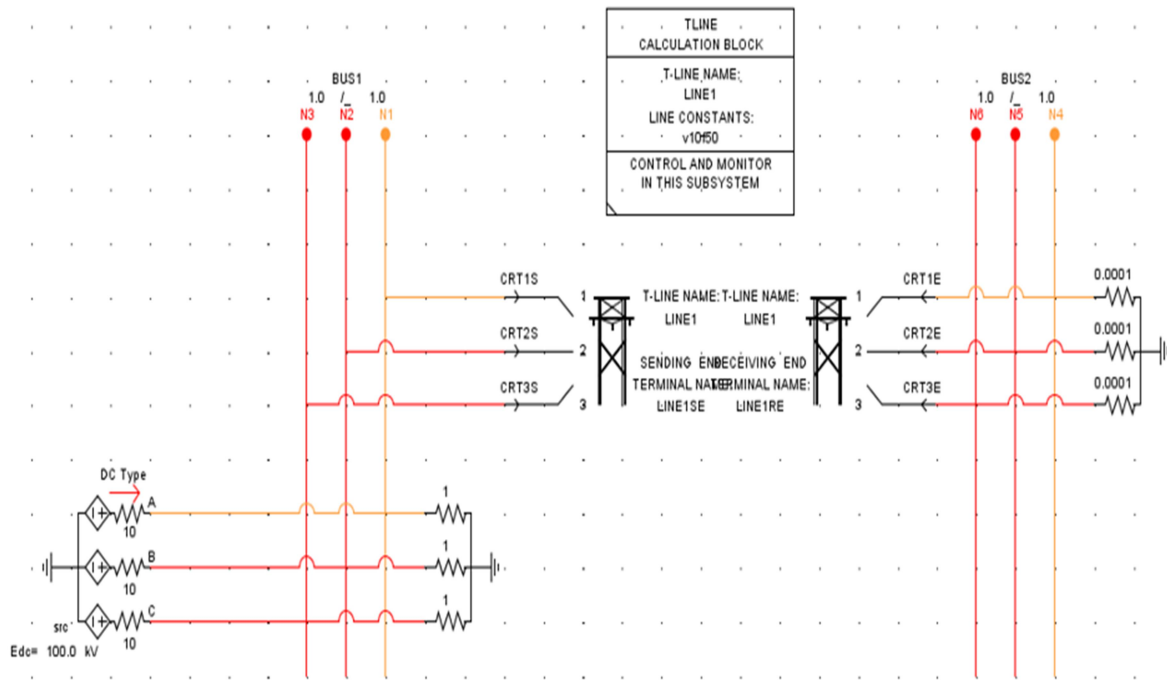 TLINE
CALCULATION BLOCK
T-LINE NAME:
LINE1
LINE CONSTANTS:
v10f50
CONTROL AND MONITOR
IN THIS SUBSYSTEM
BUS1
1.0 /_ 1.0
N3 N2 N1
BUS2
1.0 /_ 1.0
N6 N5 N4
CRT1S
CRT2S
CRT3S
1
2
3
T-LINE NAME:
LINE1
SENDING END
TERMINAL NAME:
LINE1SE
T-LINE NAME:
LINE1
RECEIVING END
TERMINAL NAME:
LINE1RE
1
2
3
CRT1E
CRT2E
CRT3E
0.0001
0.0001
0.0001
DC Type
A
10
B
10
C
10
src
Edc= 100.0 kV
1
1
1